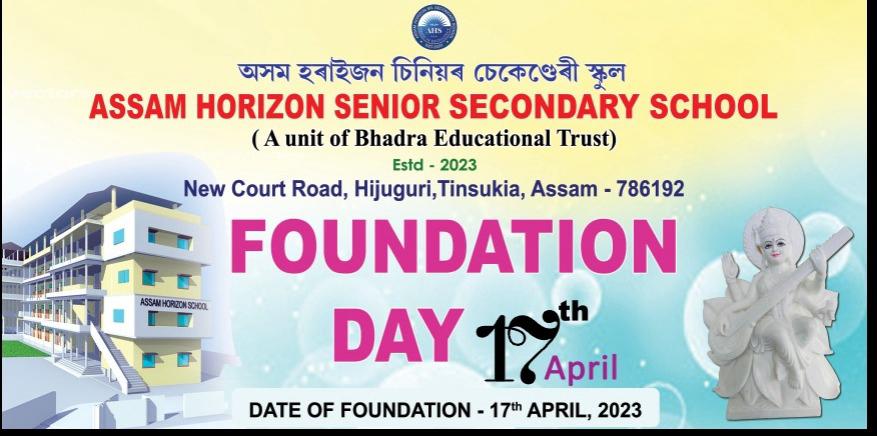 AHS
অসম হৰাইজন চিনিয়ৰ চেকেণ্ডেৰী স্কুল
ASSAM HORIZON SENIOR SECONDARY SCHOOL
( A unit of Bhadra Educational Trust)
Estd - 2023
New Court Road, Hijuguri,Tinsukia, Assam - 786192
FOUNDATION
DAY 17th April
ASSAM HORIZON SCHOOL
DATE OF FOUNDATION - 17th APRIL, 2023